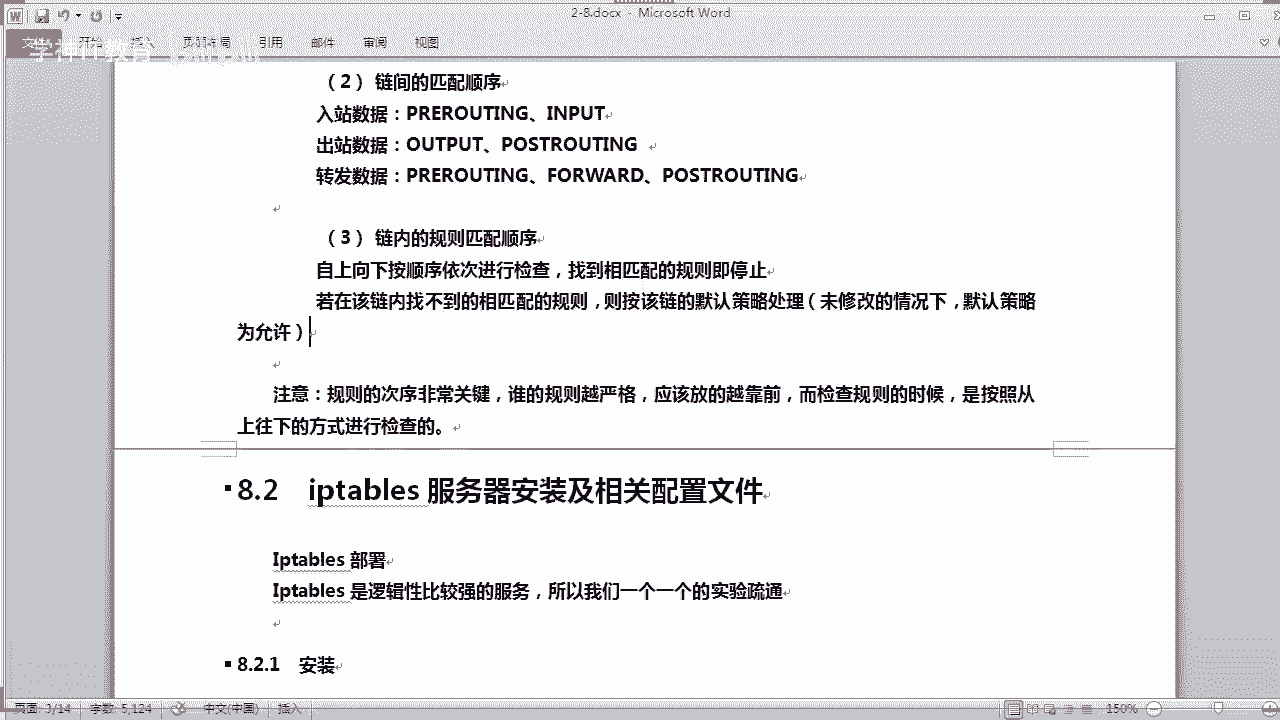 2-8.docx - Microsoft Word
文件 开始 插入 页面布局 引用 邮件 审阅 视图
（2） 链间的匹配顺序
入站数据：PREROUTING、INPUT
出站数据：OUTPUT、POSTROUTING
转发数据：PREROUTING、FORWARD、POSTROUTING
（3） 链内的规则匹配顺序
自上向下按顺序依次进行检查，找到相匹配的规则即停止
若在该链内找不到的相匹配的规则，则按该链的默认策略处理（未修改的情况下，默认策略
为允许）
注意：规则的次序非常关键，谁的规则越严格，应该放的越靠前，而检查规则的时候，是按照从
上往下的方式进行检查的。
8.2 iptables 服务器安装及相关配置文件
Iptables 部署
Iptables 是逻辑性比较强的服务，所以我们一个一个的实验疏通
8.2.1 安装
页面: 3/14 字数: 5,124 中文(中国) 插入 150%